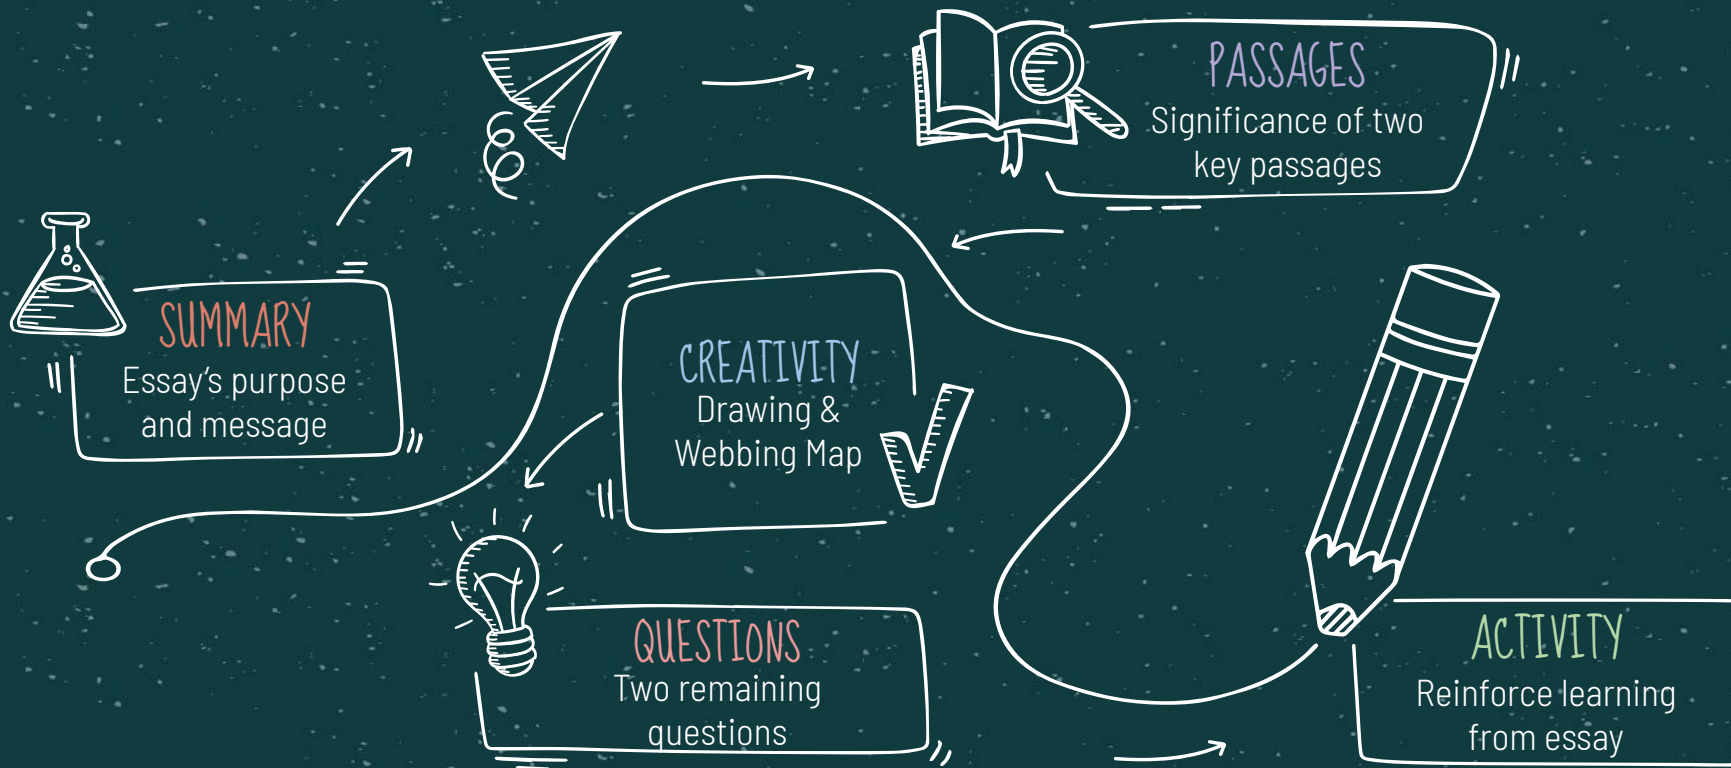 SUMMARY
Essay's purpose
and message
PASSAGES
Significance of two
key passages
CREATIVITY
Drawing &
Webbing Map
QUESTIONS
Two remaining
questions
ACTIVITY
Reinforce learning
from essay